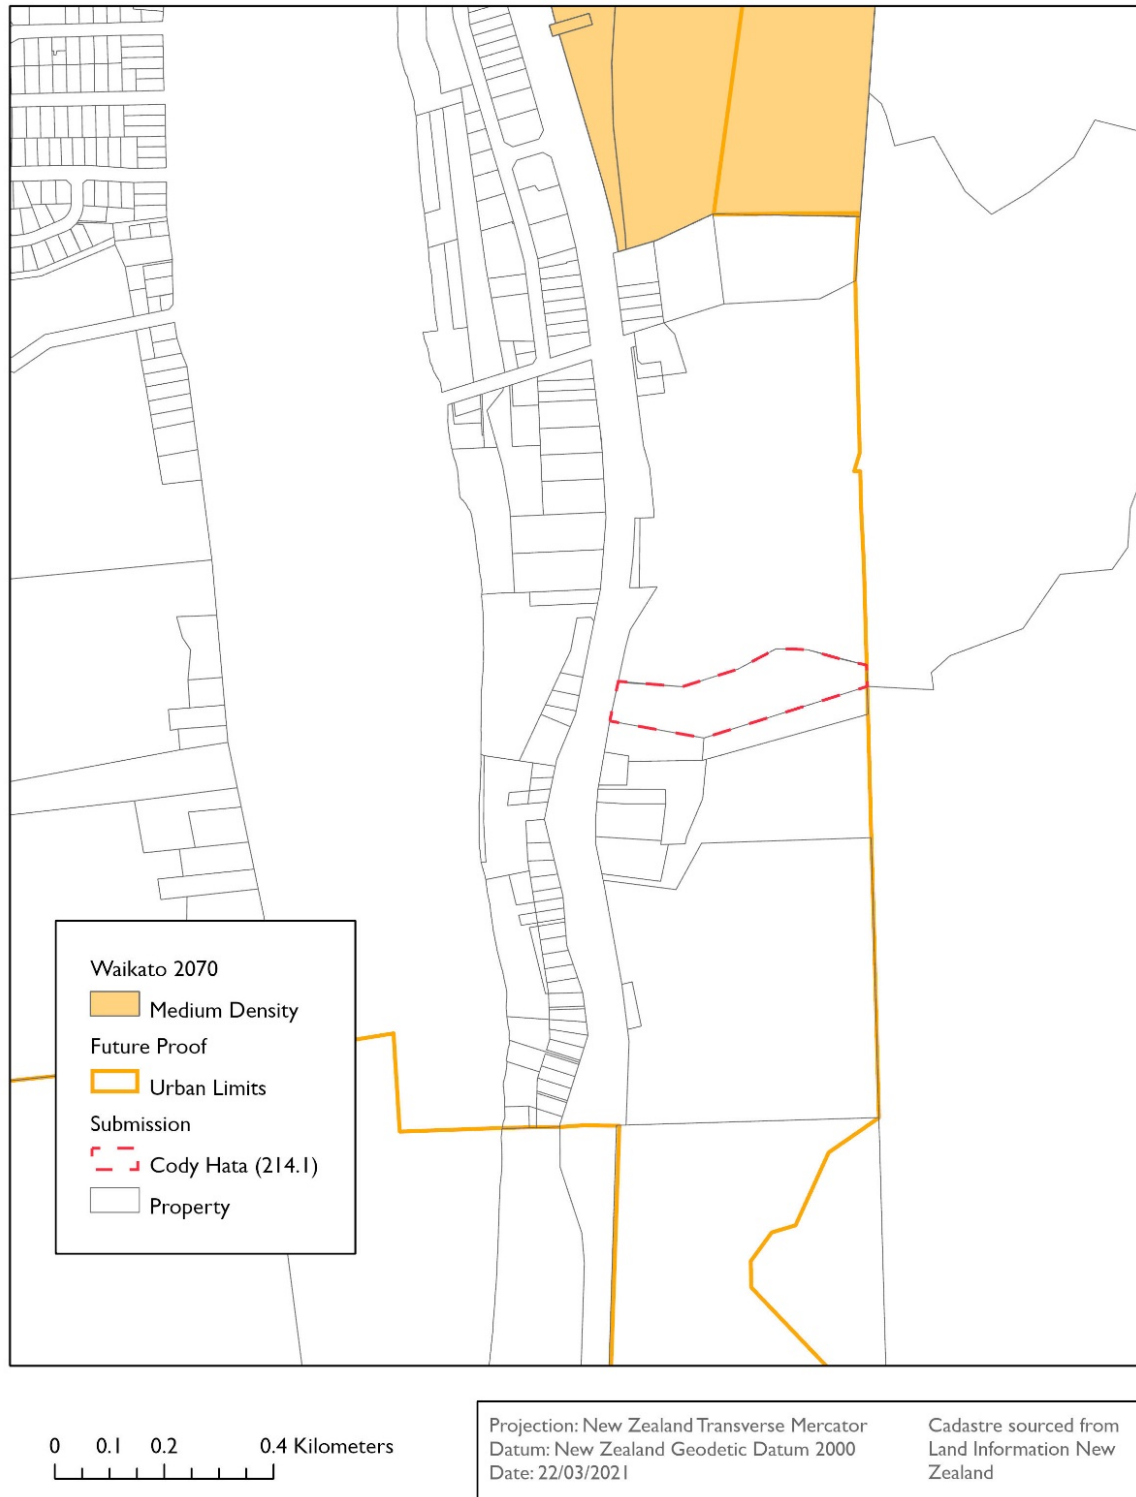 Waikato 2070
Medium Density
Future Proof
Urban Limits
Submission
Cody Hata (214.1)
Property
0 0.1 0.2 0.4 Kilometers
Projection: New Zealand Transverse Mercator
Datum: New Zealand Geodetic Datum 2000
Date: 22/03/2021
Cadastre sourced from
Land Information New
Zealand